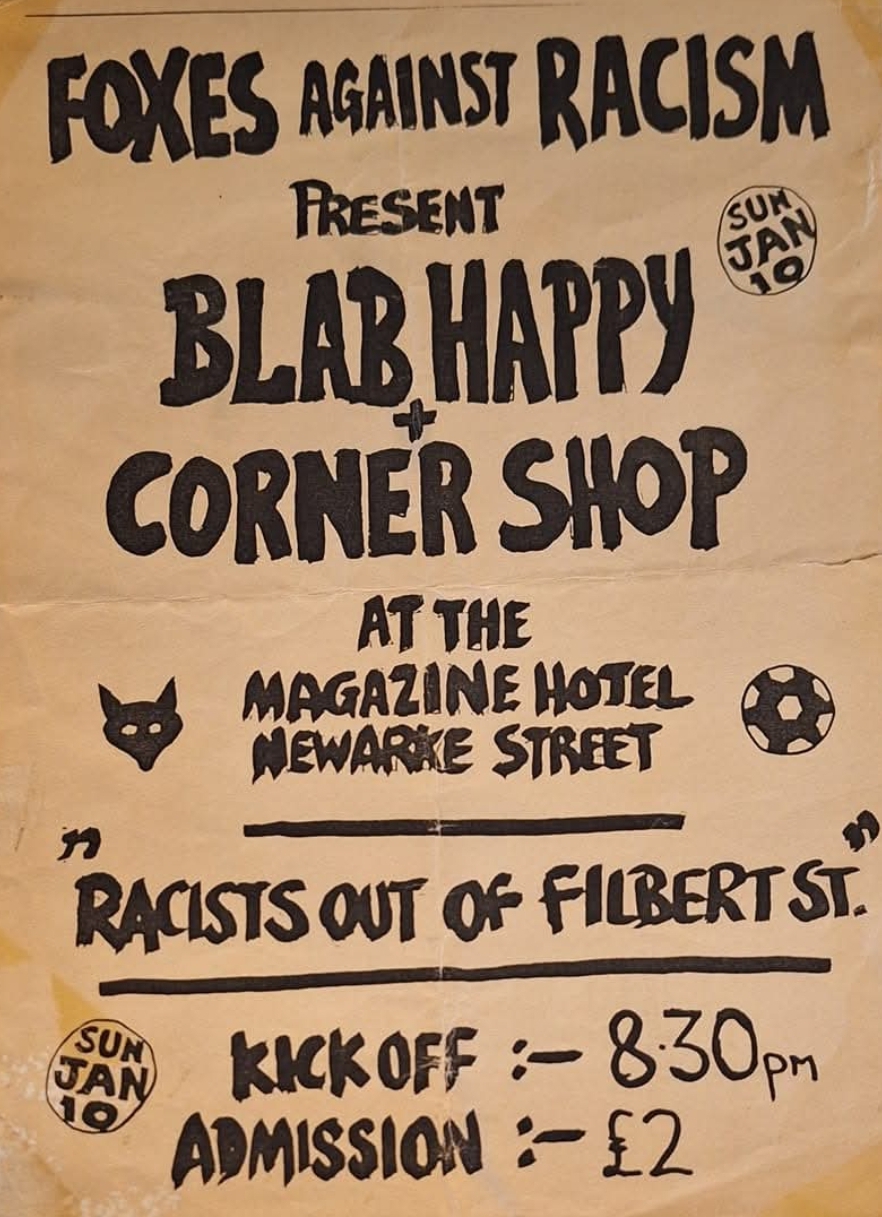 FOXES AGAINST RACISM
PRESENT
SUN
JAN
10
BLAB HAPPY
+
CORNER SHOP
AT THE
MAGAZINE HOTEL
NEWARKE STREET
"RACISTS OUT OF FILBERT ST."
SUN
JAN
10
KICK OFF :- 8·30pm
ADMISSION :- £2